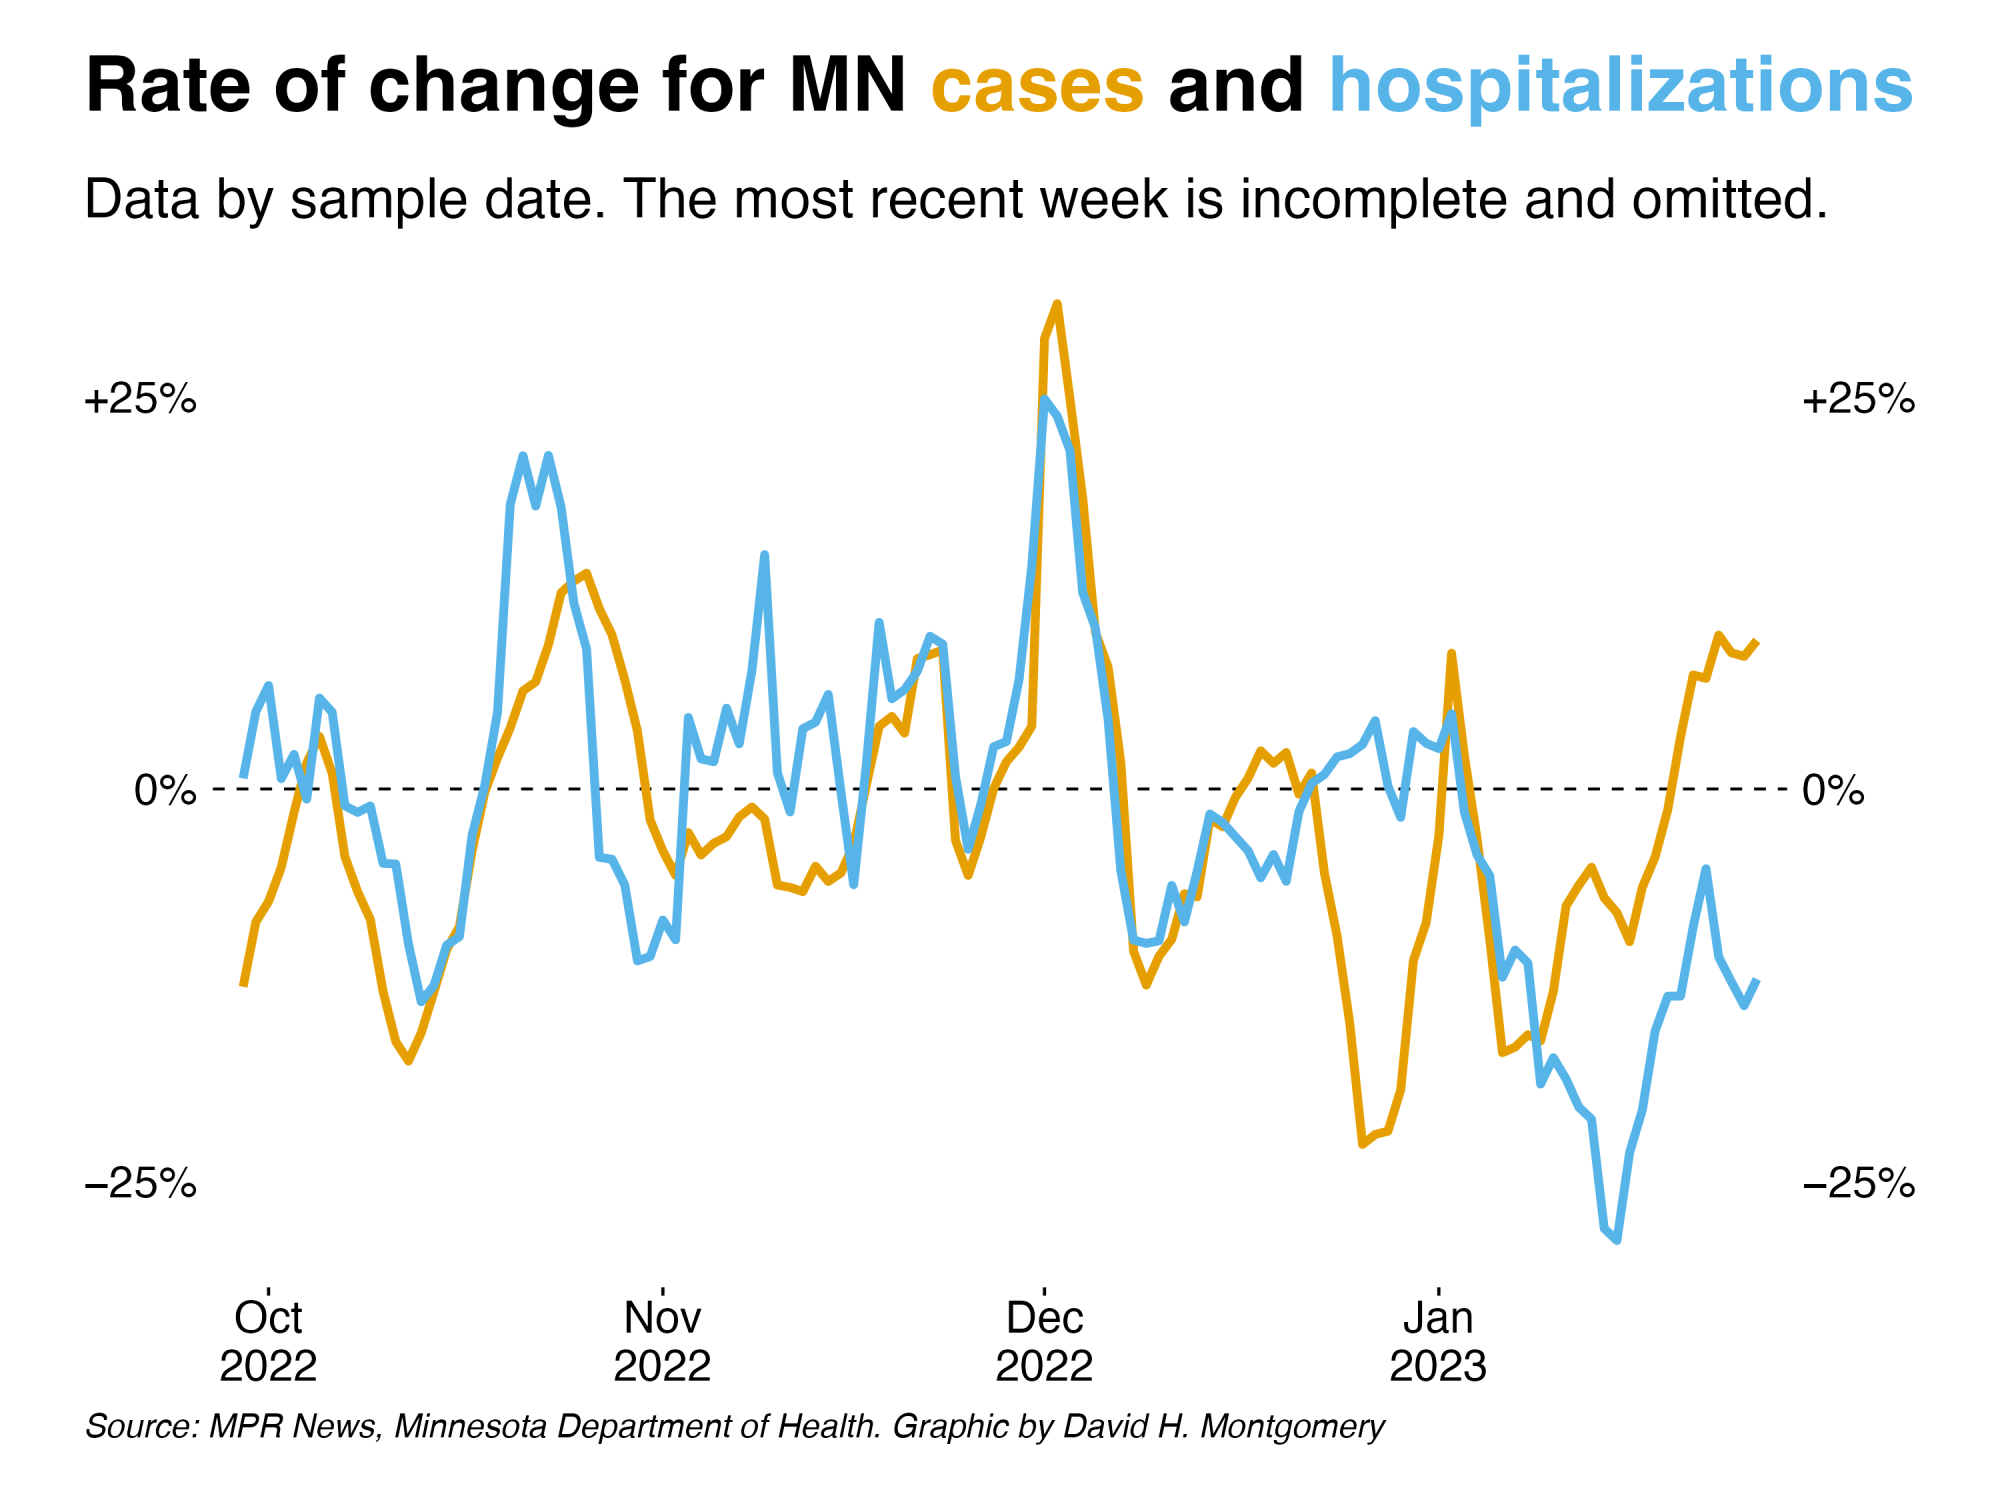 Rate of change for MN cases and hospitalizations
Data by sample date. The most recent week is incomplete and omitted.
+25% +25%
0% 0%
−25% −25%
Oct Nov Dec Jan
2022 2022 2022 2023
Source: MPR News, Minnesota Department of Health. Graphic by David H. Montgomery